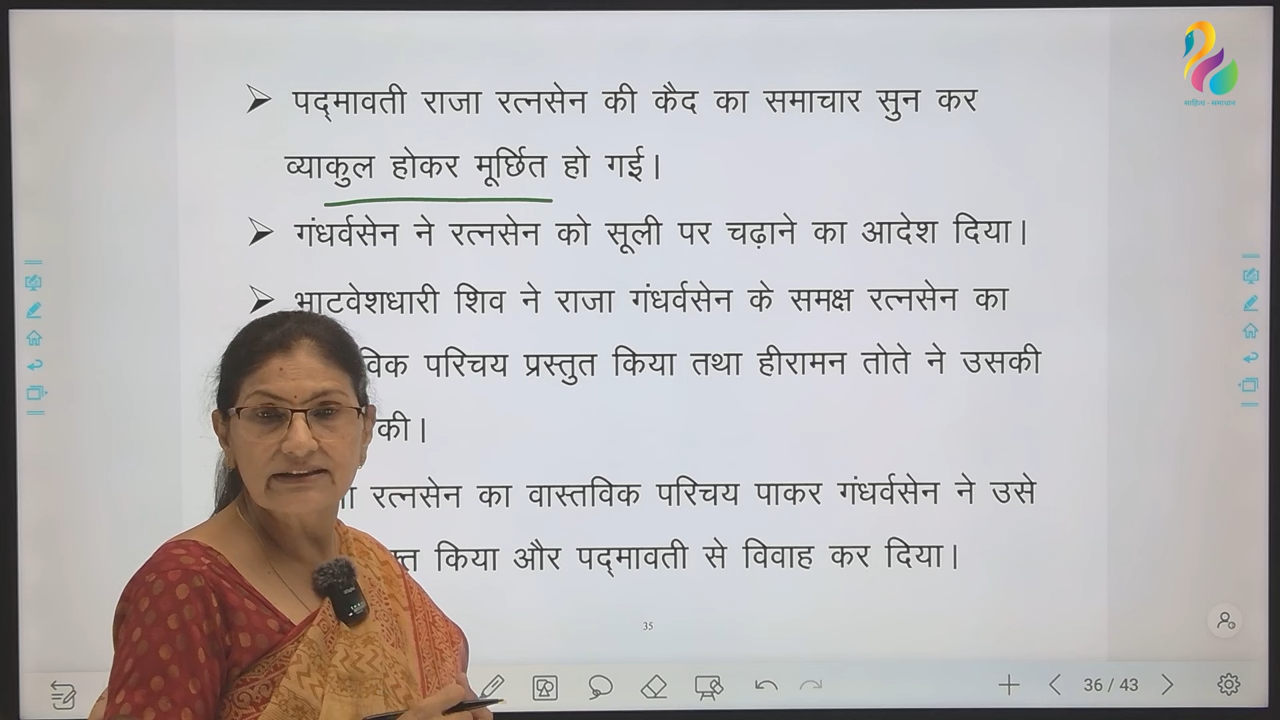 ➢ पद्मावती राजा रत्नसेन की कैद का समाचार सुन कर
व्याकुल होकर मूर्छित हो गई।
➢ गंधर्वसेन ने रत्नसेन को सूली पर चढ़ाने का आदेश दिया।
➢ भाटवेशधारी शिव ने राजा गंधर्वसेन के समक्ष रत्नसेन का
परिचय प्रस्तुत किया तथा हीरामन तोते ने उसकी
की।
रत्नसेन का वास्तविक परिचय पाकर गंधर्वसेन ने उसे
किया और पद्मावती से विवाह कर दिया।
35
36 / 43
साहित्य - समाधान